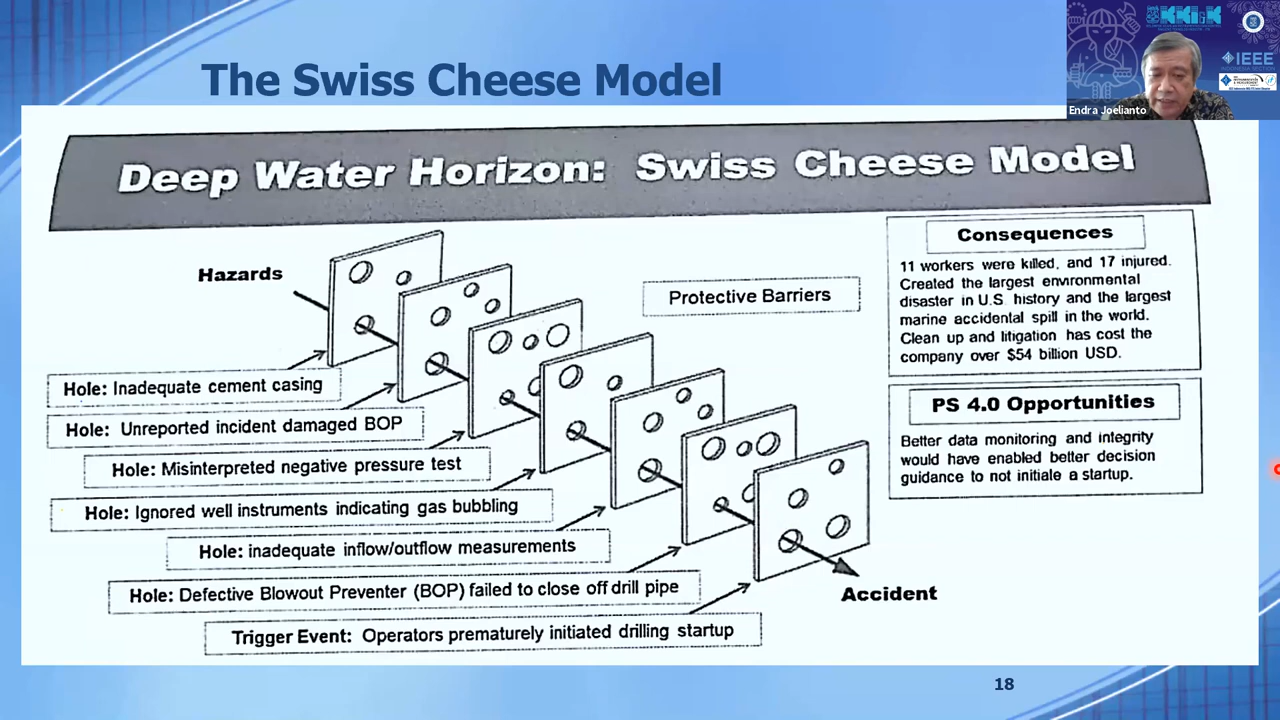 The Swiss Cheese Model
KKIK
IEEE
INDONESIA SECTION
Endra Joelianto
Deep Water Horizon: Swiss Cheese Model
Hazards
Protective Barriers
Hole: Inadequate cement casing
Hole: Unreported incident damaged BOP
Hole: Misinterpreted negative pressure test
Hole: Ignored well instruments indicating gas bubbling
Hole: inadequate inflow/outflow measurements
Hole: Defective Blowout Preventer (BOP) failed to close off drill pipe
Trigger Event: Operators prematurely initiated drilling startup
Accident
Consequences
11 workers were killed, and 17 injured.
Created the largest environmental
disaster in U.S. history and the largest
marine accidental spill in the world.
Clean up and litigation has cost the
company over $54 billion USD.
PS 4.0 Opportunities
Better data monitoring and integrity
would have enabled better decision
guidance to not initiale a startup.
18